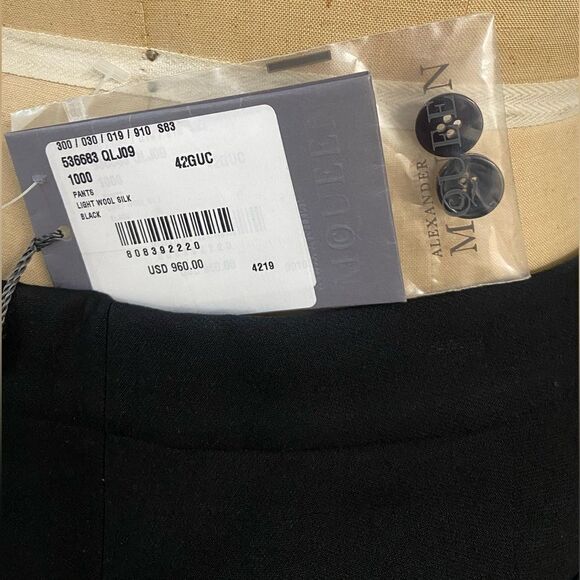 300 / 030 / 019 / 910 S83
536683 QLJ09
1000
42GUC
PANTS
LIGHT WOOL SILK
BLACK
808392220
USD 960.00
4219
ALEXANDER
McQUEEN